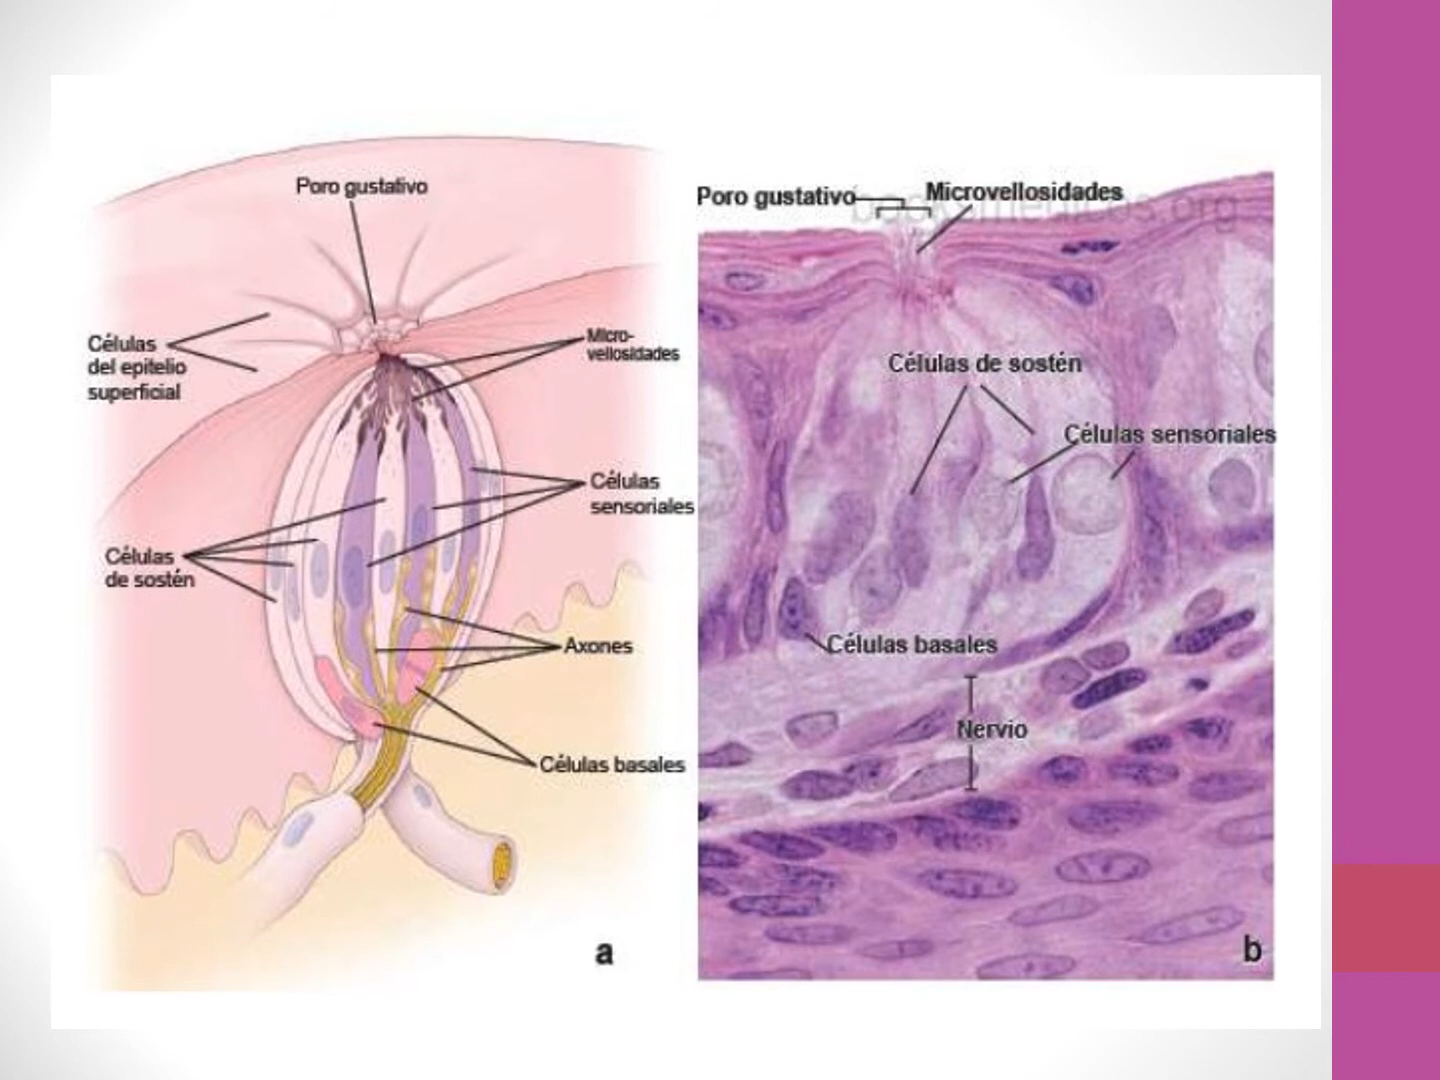 Poro gustativo
Células
del epitelio
superficial
Micro-
vellosidades
Células
sensoriales
Células
de sostén
Axones
Células basales
a
Poro gustativo
Microvellosidades
Células de sostén
Células sensoriales
Células basales
Nervio
b